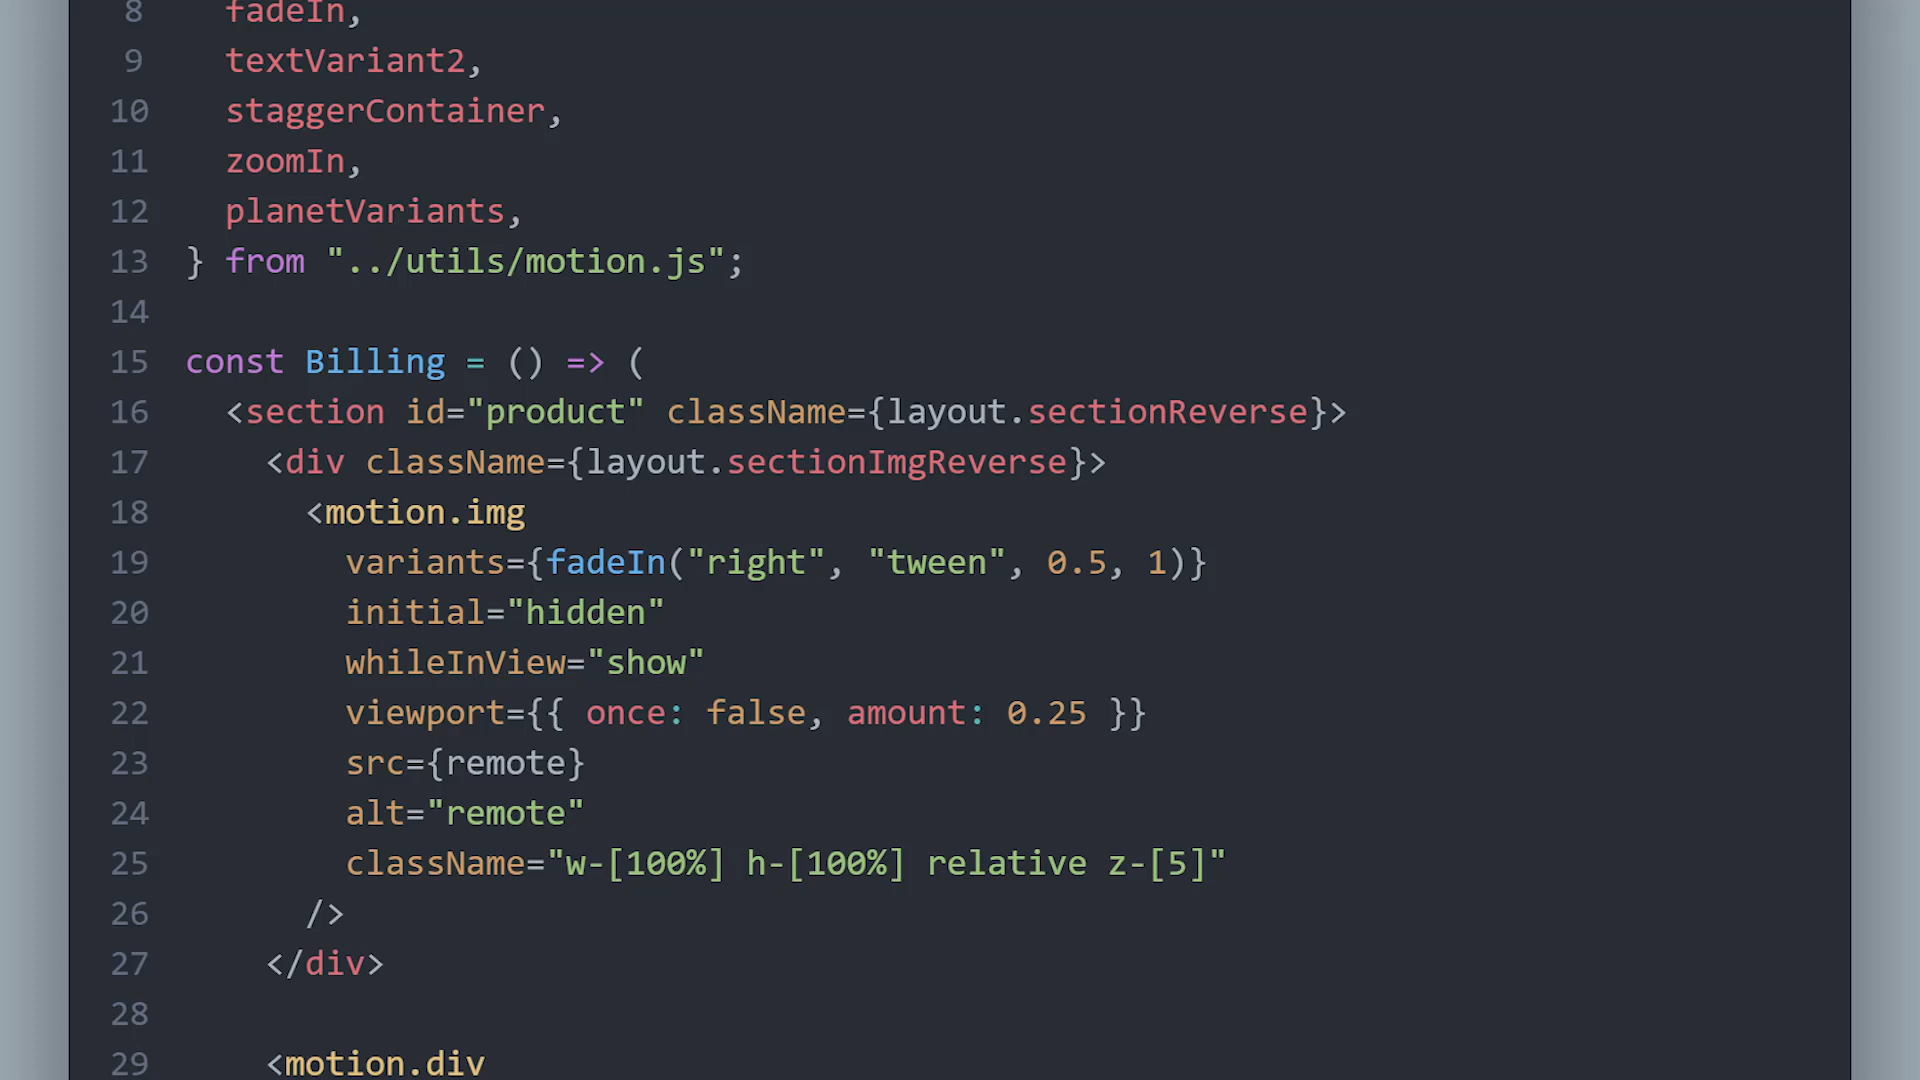 8 fadeIn,
9 textVariant2,
10 staggerContainer,
11 zoomIn,
12 planetVariants,
13 } from "../utils/motion.js";
14
15 const Billing = () => (
16 <section id="product" className={layout.sectionReverse}>
17 <div className={layout.sectionImgReverse}>
18 <motion.img
19 variants={fadeIn("right", "tween", 0.5, 1)}
20 initial="hidden"
21 whileInView="show"
22 viewport={{ once: false, amount: 0.25 }}
23 src={remote}
24 alt="remote"
25 className="w-[100%] h-[100%] relative z-[5]"
26 />
27 </div>
28
29 <motion.div